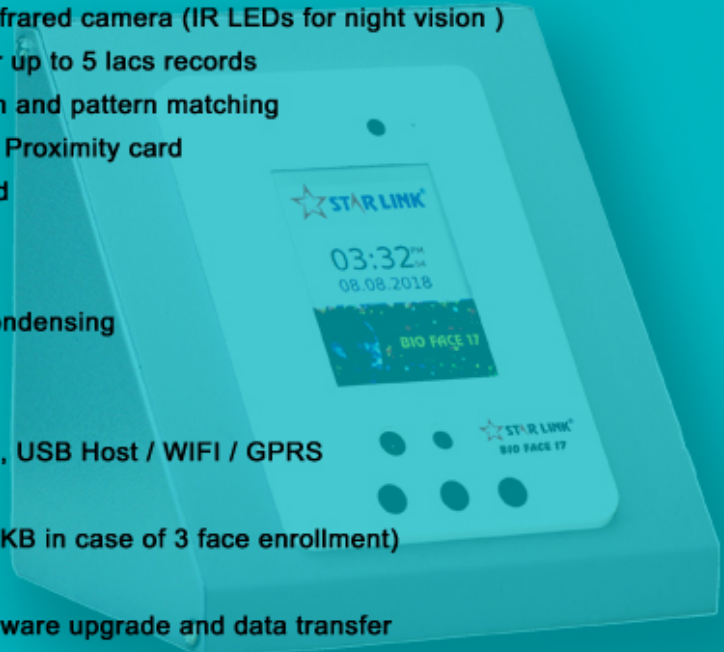 frared camera (IR LEDs for night vision )
r up to 5 lacs records
n and pattern matching
Proximity card
d
STAR LINK
03:32 PM
08.08.2018
ondensing
BIO FACE 17
STAR LINK
BIO FACE 17
, USB Host / WIFI / GPRS
KB in case of 3 face enrollment)
ware upgrade and data transfer